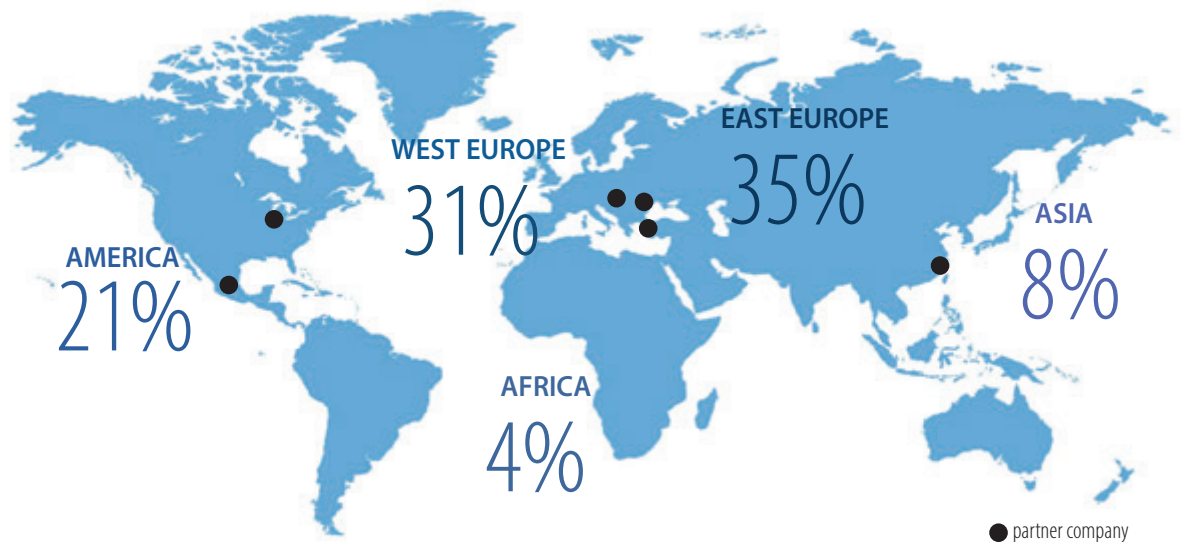 EAST EUROPE
35%
WEST EUROPE
31%
ASIA
8%
AMERICA
21%
AFRICA
4%
partner company